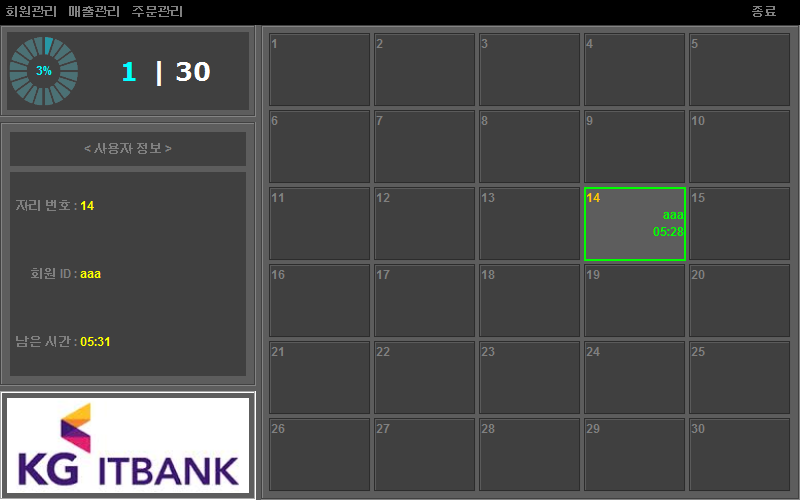 회원관리 매출관리 주문관리 종료
3%
1 | 30
< 사용자 정보 >
자리 번호 : 14
회원 ID : aaa
남은 시간 : 05:31
KG ITBANK
1 2 3 4 5
6 7 8 9 10
11 12 13 14 15
aaa
05:28
16 17 18 19 20
21 22 23 24 25
26 27 28 29 30